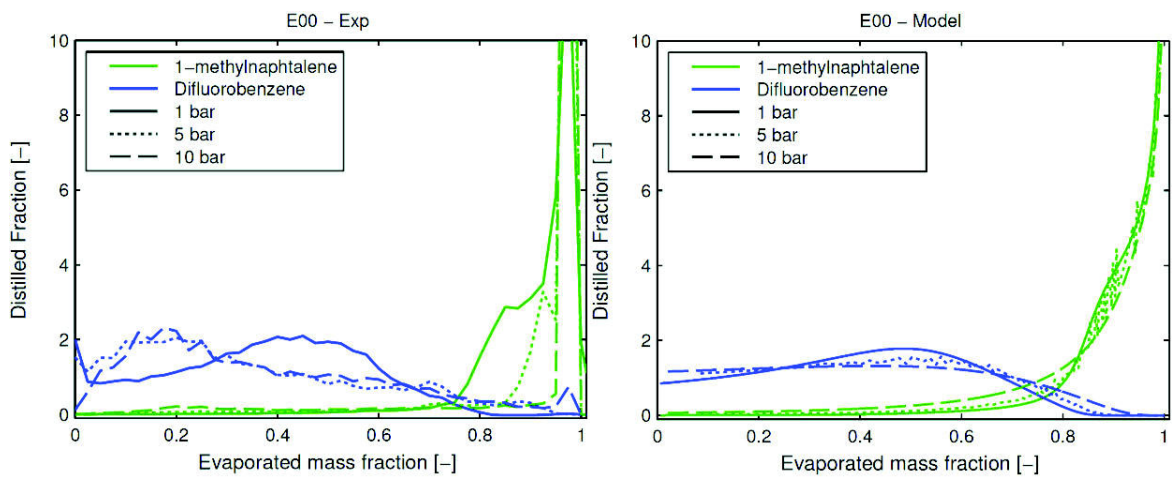 E00 − Exp
10
8
6
4
2
0
Distilled Fraction [−]
1−methylnaphtalene
Difluorobenzene
1 bar
5 bar
10 bar
0
0.2
0.4
0.6
0.8
1
Evaporated mass fraction [−]
E00 − Model
10
8
6
4
2
0
Distilled Fraction [−]
1−methylnaphtalene
Difluorobenzene
1 bar
5 bar
10 bar
0
0.2
0.4
0.6
0.8
1
Evaporated mass fraction [−]